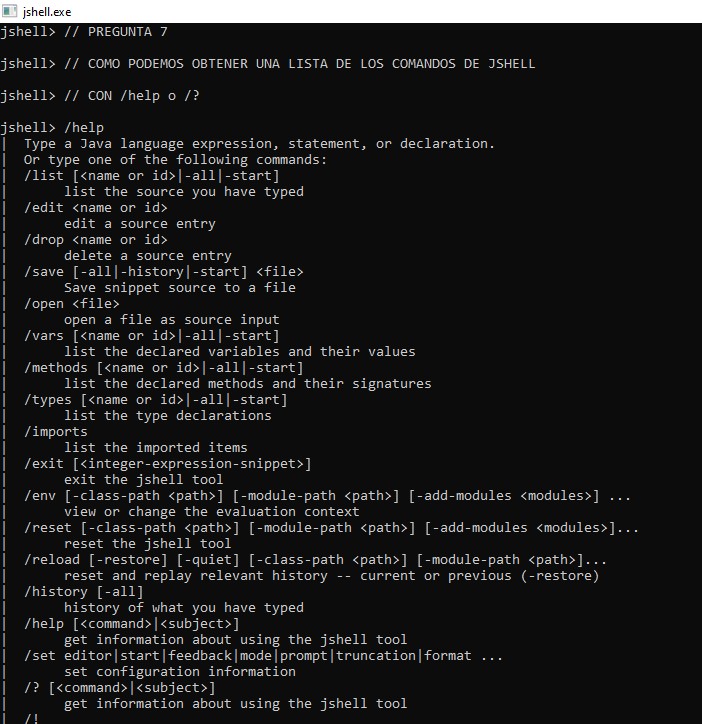 jshell.exe
jshell> // PREGUNTA 7
jshell> // COMO PODEMOS OBTENER UNA LISTA DE LOS COMANDOS DE JSHELL
jshell> // CON /help o /?
jshell> /help
|  Type a Java language expression, statement, or declaration.
|  Or type one of the following commands:
|  /list [<name or id>|-all|-start]
|       list the source you have typed
|  /edit <name or id>
|       edit a source entry
|  /drop <name or id>
|       delete a source entry
|  /save [-all|-history|-start] <file>
|       Save snippet source to a file
|  /open <file>
|       open a file as source input
|  /vars [<name or id>|-all|-start]
|       list the declared variables and their values
|  /methods [<name or id>|-all|-start]
|       list the declared methods and their signatures
|  /types [<name or id>|-all|-start]
|       list the type declarations
|  /imports
|       list the imported items
|  /exit [<integer-expression-snippet>]
|       exit the jshell tool
|  /env [-class-path <path>] [-module-path <path>] [-add-modules <modules>] ...
|       view or change the evaluation context
|  /reset [-class-path <path>] [-module-path <path>] [-add-modules <modules>]...
|       reset the jshell tool
|  /reload [-restore] [-quiet] [-class-path <path>] [-module-path <path>]...
|       reset and replay relevant history -- current or previous (-restore)
|  /history [-all]
|       history of what you have typed
|  /help [<command>|<subject>]
|       get information about using the jshell tool
|  /set editor|start|feedback|mode|prompt|truncation|format ...
|       set configuration information
|  /? [<command>|<subject>]
|       get information about using the jshell tool
|  /!